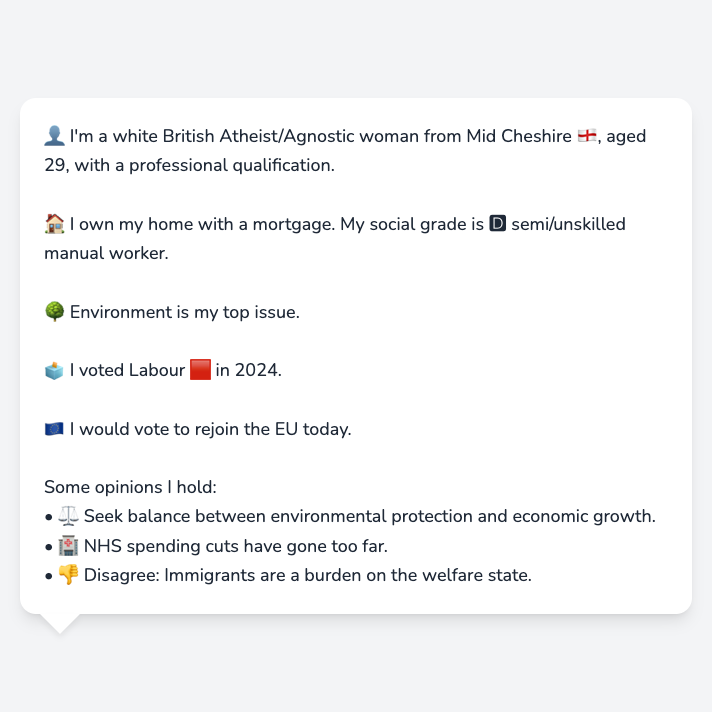 👤 I'm a white British Atheist/Agnostic woman from Mid Cheshire 🏴󠁧󠁢󠁥󠁮󠁧󠁿, aged
29, with a professional qualification.
🏠 I own my home with a mortgage. My social grade is 🅳 semi/unskilled
manual worker.
🌳 Environment is my top issue.
🗳️ I voted Labour 🟥 in 2024.
🇪🇺 I would vote to rejoin the EU today.
Some opinions I hold:
• ⚖️ Seek balance between environmental protection and economic growth.
• 🏥 NHS spending cuts have gone too far.
• 👎 Disagree: Immigrants are a burden on the welfare state.